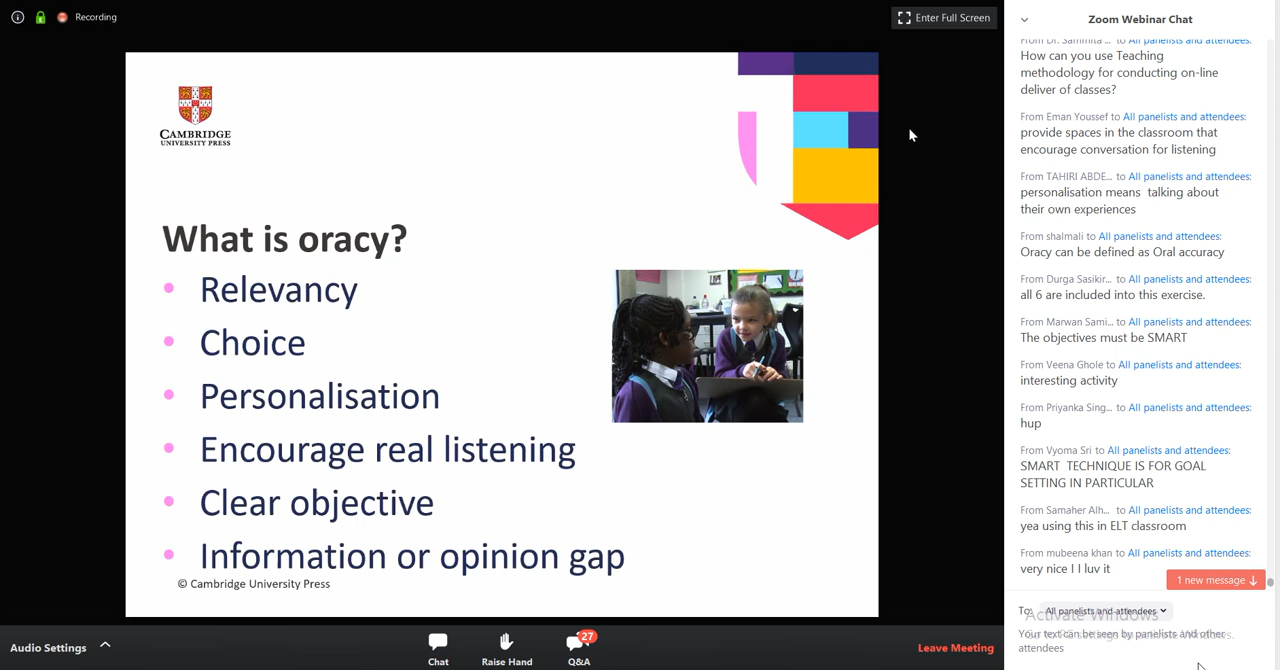 Recording
Enter Full Screen
CAMBRIDGE
UNIVERSITY PRESS
What is oracy?
• Relevancy
• Choice
• Personalisation
• Encourage real listening
• Clear objective
• Information or opinion gap
© Cambridge University Press
Audio Settings
Chat
Raise Hand
27
Q&A
Leave Meeting
Zoom Webinar Chat
From Dr. Sammita ... to All panelists and attendees:
How can you use Teaching
methodology for conducting on-line
deliver of classes?
From Eman Youssef to All panelists and attendees:
provide spaces in the classroom that
encourage conversation for listening
From TAHIRI ABDE... to All panelists and attendees:
personalisation means talking about
their own experiences
From shalmali to All panelists and attendees:
Oracy can be defined as Oral accuracy
From Durga Sasikir... to All panelists and attendees:
all 6 are included into this exercise.
From Marwan Sami... to All panelists and attendees:
The objectives must be SMART
From Veena Ghole to All panelists and attendees:
interesting activity
From Priyanka Sing... to All panelists and attendees:
hup
From Vyoma Sri to All panelists and attendees:
SMART TECHNIQUE IS FOR GOAL
SETTING IN PARTICULAR
From Samaher Alh... to All panelists and attendees:
yea using this in ELT classroom
From mubeena khan to All panelists and attendees:
very nice I I luv it
1 new message
To: All panelists and attendees
Activate Windows
Your text can be seen by panelists and other
attendees